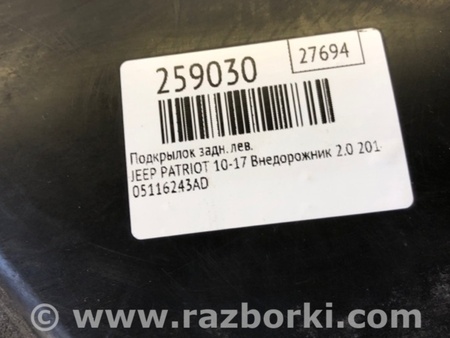 259030
27694
Подкрылок задн. лев.
JEEP PATRIOT 10-17 Внедорожник 2.0 201
05116243AD
© www.razborki.com